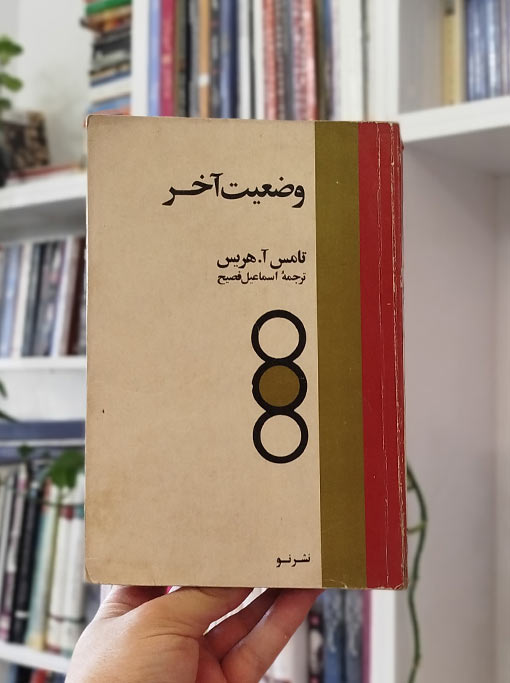 وضعیت آخر
تامس آ. هریس
ترجمهٔ اسماعیل فصیح
نشر نو